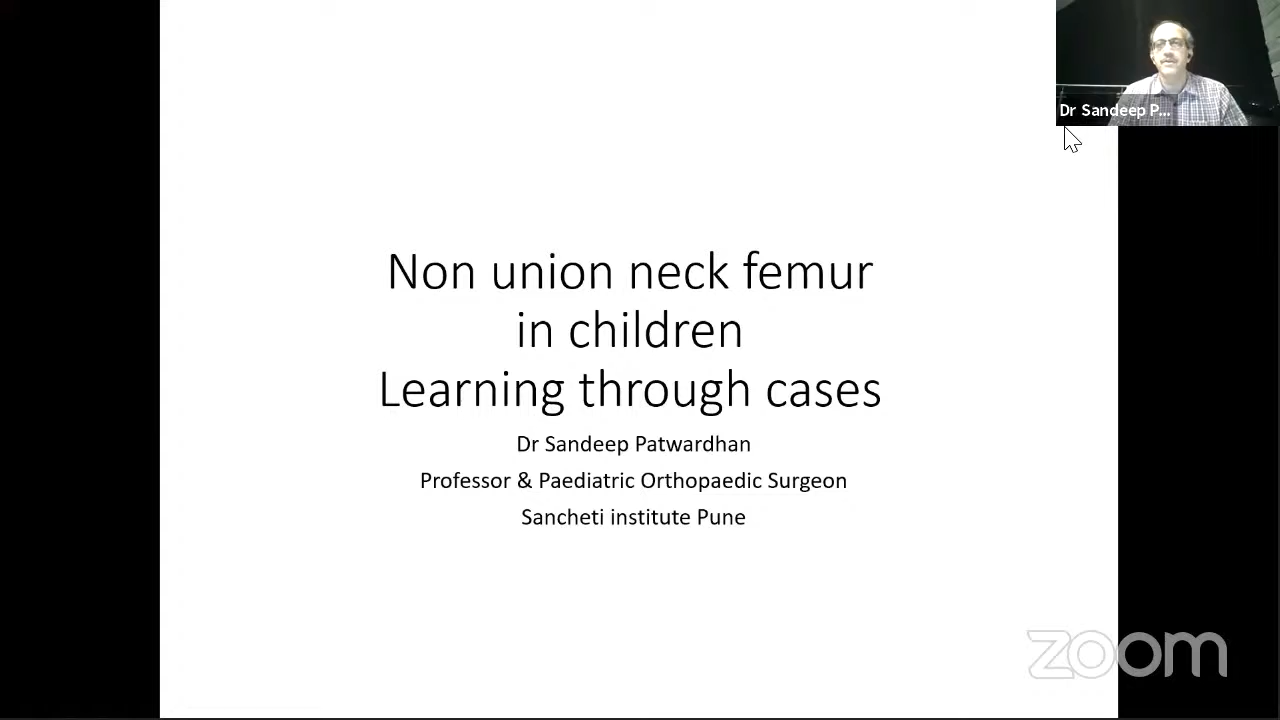 Dr Sandeep P...
Non union neck femur
in children
Learning through cases
Dr Sandeep Patwardhan
Professor & Paediatric Orthopaedic Surgeon
Sancheti institute Pune
zoom